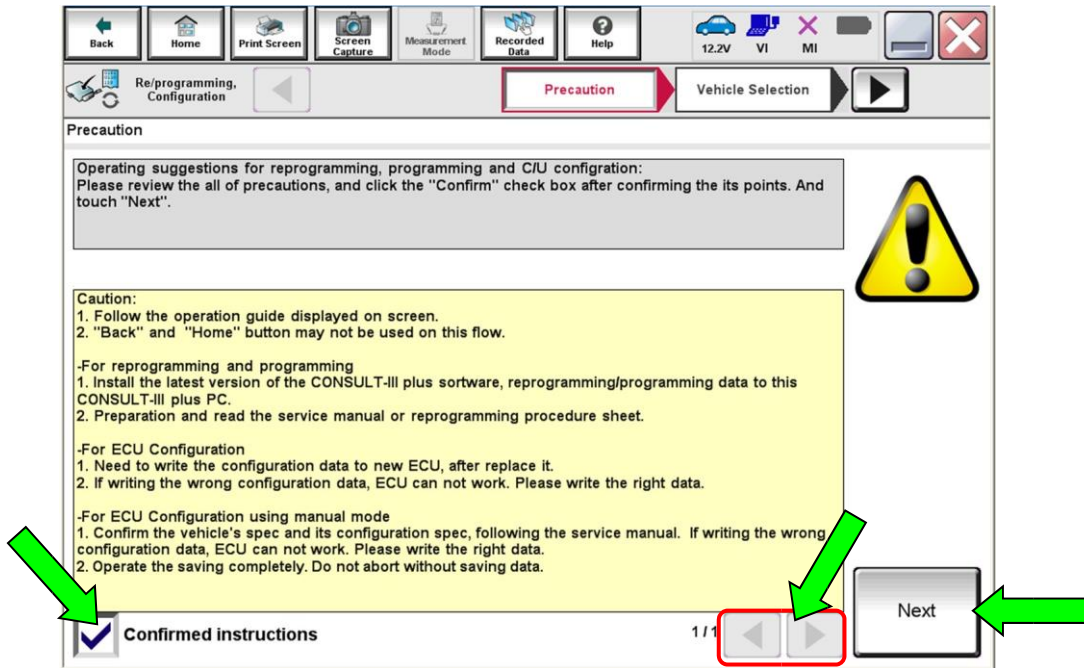 Back
Home
Print Screen
Screen
Capture
Measurement
Mode
Recorded
Data
Help
12.2V
VI
MI
Re/programming,
Configuration
Precaution
Vehicle Selection
Precaution
Operating suggestions for reprogramming, programming and C/U configration:
Please review the all of precautions, and click the "Confirm" check box after confirming the its points. And
touch "Next".
Caution:
1. Follow the operation guide displayed on screen.
2. "Back" and "Home" button may not be used on this flow.
-For reprogramming and programming
1. Install the latest version of the CONSULT-III plus sortware, reprogramming/programming data to this
CONSULT-III plus PC.
2. Preparation and read the service manual or reprogramming procedure sheet.
-For ECU Configuration
1. Need to write the configuration data to new ECU, after replace it.
2. If writing the wrong configuration data, ECU can not work. Please write the right data.
-For ECU Configuration using manual mode
1. Confirm the vehicle's spec and its configuration spec, following the service manual. If writing the wrong
configuration data, ECU can not work. Please write the right data.
2. Operate the saving completely. Do not abort without saving data.
Confirmed instructions
1/1
Next